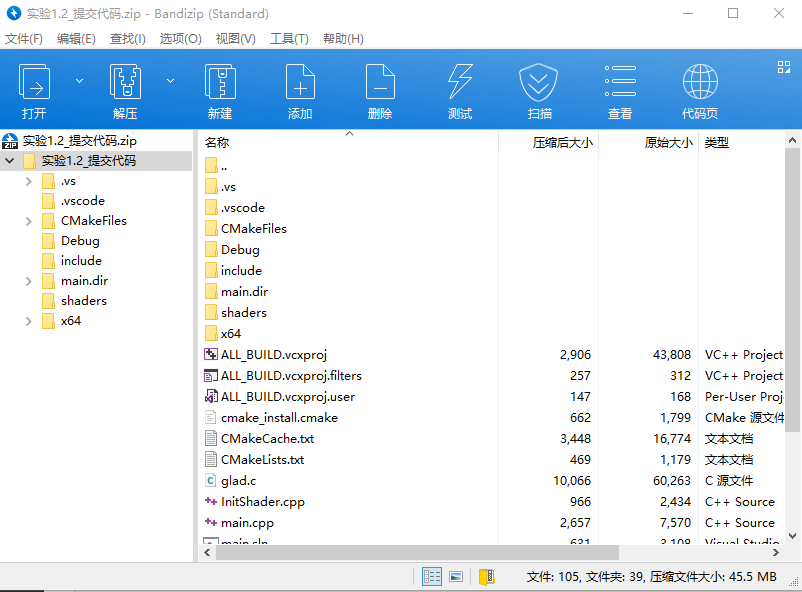 实验1.2_提交代码.zip - Bandizip (Standard)
文件(F) 编辑(E) 查找(I) 选项(O) 视图(V) 工具(T) 帮助(H)
打开 解压 新建 添加 删除 测试 扫描 查看 代码页
实验1.2_提交代码.zip
实验1.2_提交代码
.vs
.vscode
CMakeFiles
Debug
include
main.dir
shaders
x64
名称 压缩后大小 原始大小 类型
..
.vs
.vscode
CMakeFiles
Debug
include
main.dir
shaders
x64
ALL_BUILD.vcxproj 2,906 43,808 VC++ Project
ALL_BUILD.vcxproj.filters 257 312 VC++ Project
ALL_BUILD.vcxproj.user 147 168 Per-User Proj
cmake_install.cmake 662 1,799 CMake 源文件
CMakeCache.txt 3,448 16,774 文本文档
CMakeLists.txt 469 1,179 文本文档
glad.c 10,066 60,263 C 源文件
InitShader.cpp 966 2,434 C++ Source
main.cpp 2,657 7,570 C++ Source
main.sln 631 3,108 Visual Studio
文件: 105, 文件夹: 39, 压缩文件大小: 45.5 MB